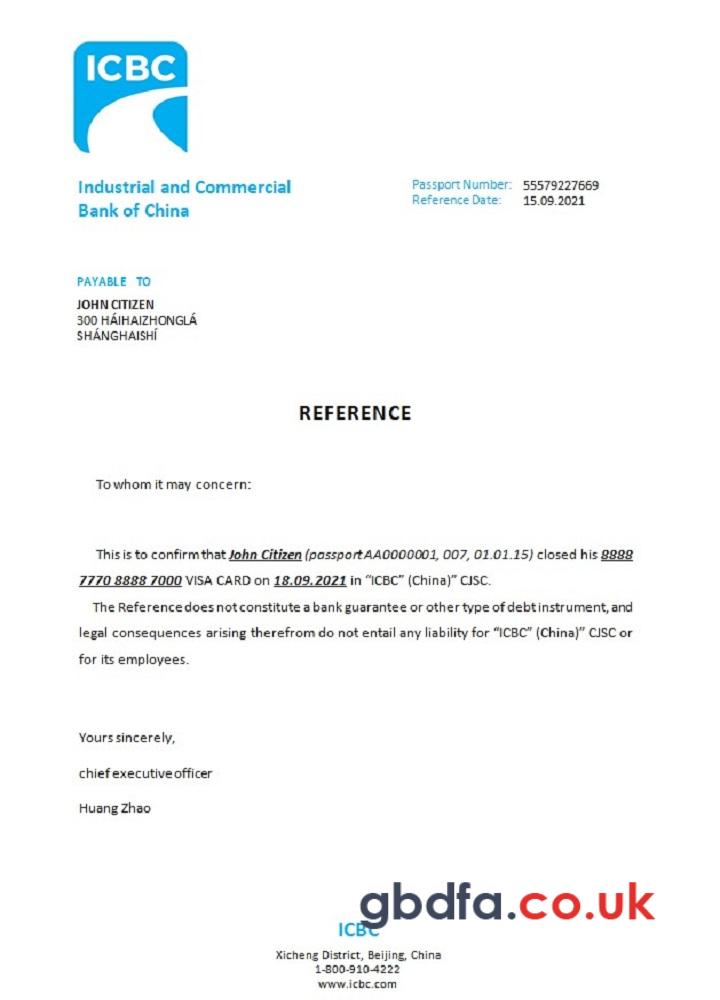 ICBC
Industrial and Commercial
Bank of China
Passport Number: 55579227669
Reference Date: 15.09.2021
PAYABLE TO
JOHN CITIZEN
300 HÁIHAIZHONGLÁ
SHÁNGHAISHÍ
REFERENCE
To whom it may concern:
This is to confirm that John Citizen (passport AA0000001, 007, 01.01.15) closed his 8888
7770 8888 7000 VISA CARD on 18.09.2021 in “ICBC” (China)” CJSC.
The Reference does not constitute a bank guarantee or other type of debt instrument, and
legal consequences arising therefrom do not entail any liability for “ICBC” (China)” CJSC or
for its employees.
Yours sincerely,
chief executive officer
Huang Zhao
gbdfa.co.uk
ICBC
Xicheng District, Beijing, China
1-800-910-4222
www.icbc.com